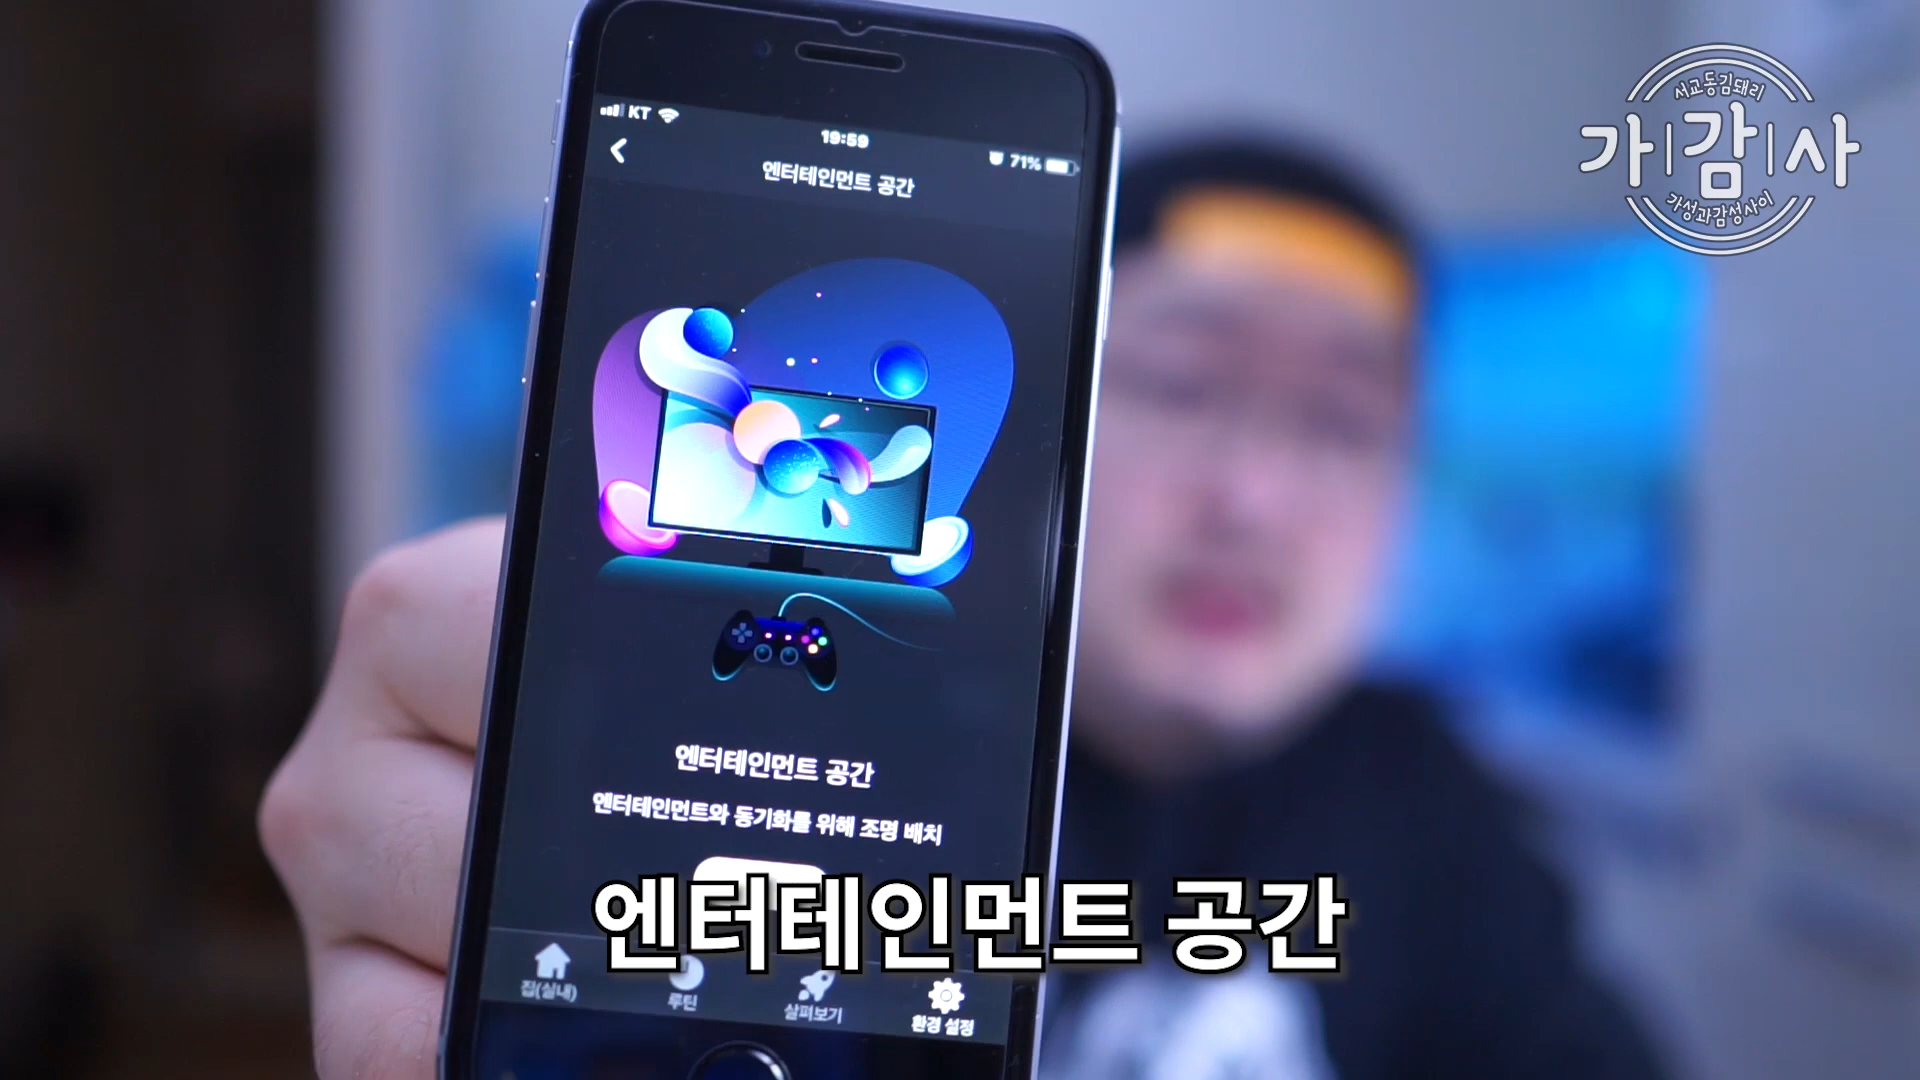 서교동김돼리
가|감|사
가성과감성사이
KT
19:59
71%
엔터테인먼트 공간
엔터테인먼트 공간
엔터테인먼트와 동기화를 위해 조명 배치
엔터테인먼트 공간
집(실내)
루틴
살펴보기
환경 설정